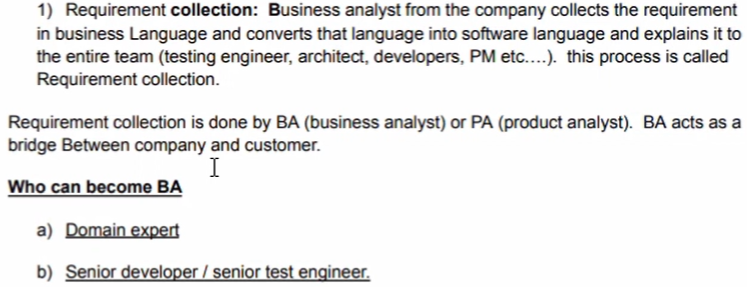 1) Requirement collection: Business analyst from the company collects the requirement
in business Language and converts that language into software language and explains it to
the entire team (testing engineer, architect, developers, PM etc….). this process is called
Requirement collection.
Requirement collection is done by BA (business analyst) or PA (product analyst). BA acts as a
bridge Between company and customer.
Who can become BA
a) Domain expert
b) Senior developer / senior test engineer.